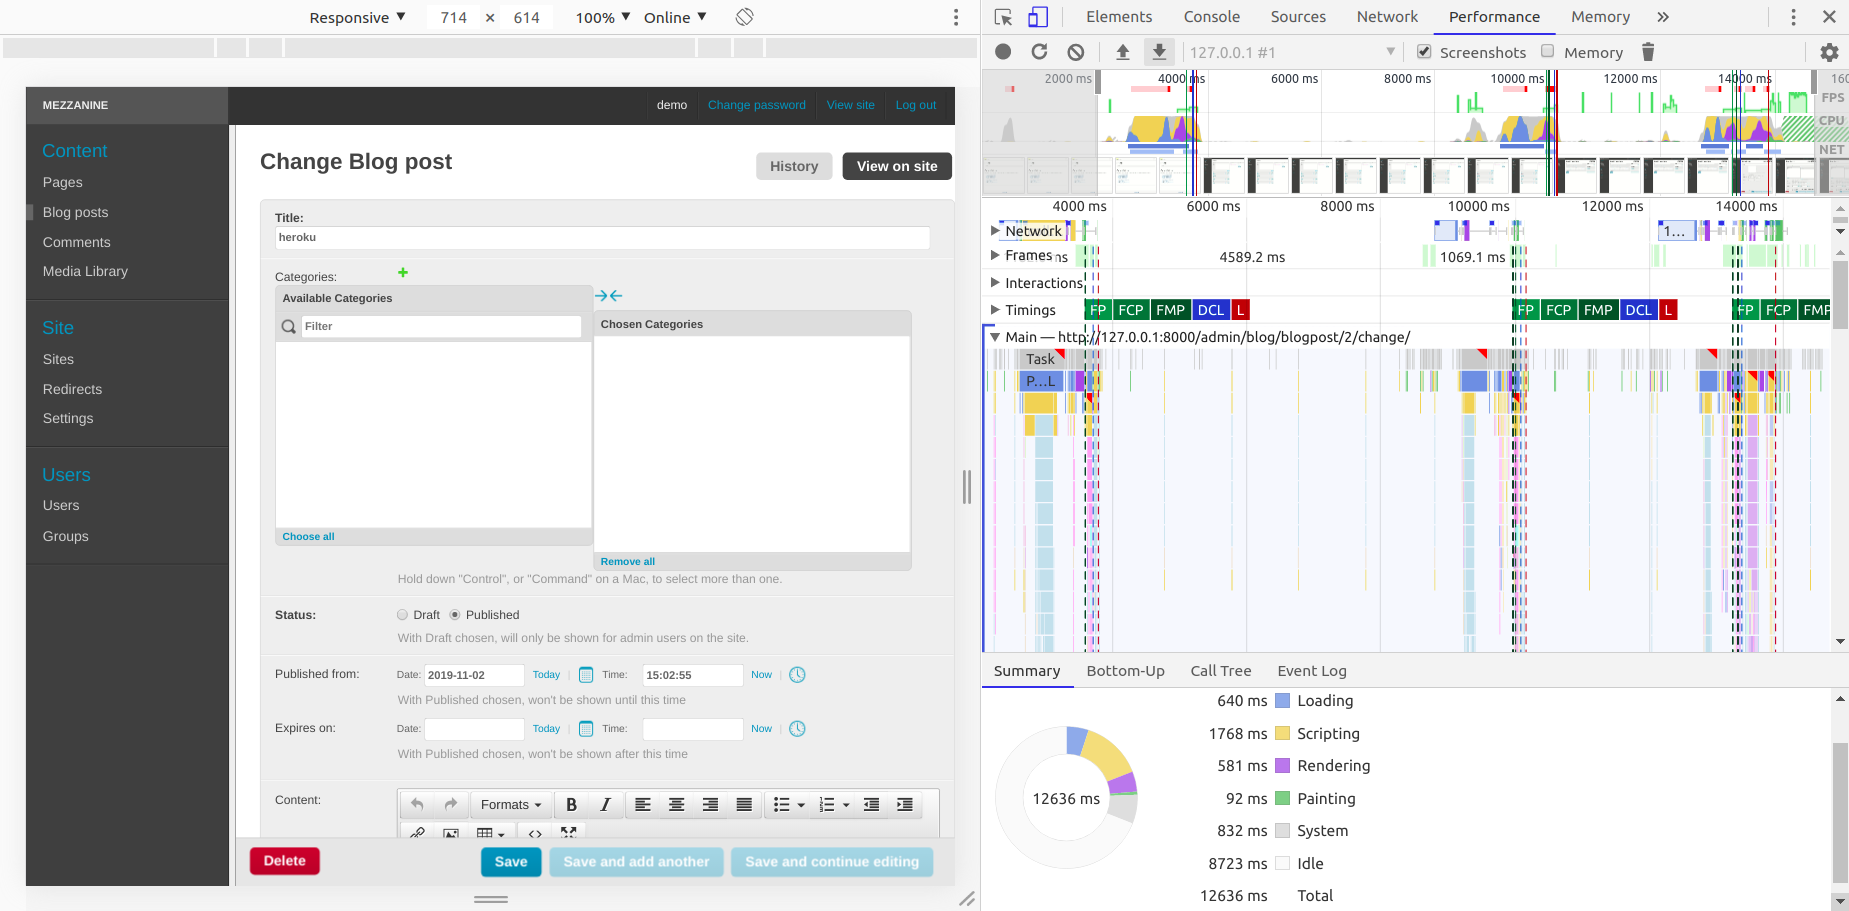 Responsive ▼ 714 × 614 100% ▼ Online ▼
MEZZANINE
demo Change password View site Log out
Content
Pages
Blog posts
Comments
Media Library
Site
Sites
Redirects
Settings
Users
Users
Groups
Change Blog post
History View on site
Title:
heroku
Categories:
Available Categories
Filter
Choose all
Chosen Categories
Remove all
Hold down "Control", or "Command" on a Mac, to select more than one.
Status: Draft Published
With Draft chosen, will only be shown for admin users on the site.
Published from: Date: 2019-11-02 Today Time: 15:02:55 Now
With Published chosen, won't be shown until this time
Expires on: Date: Today Time: Now
With Published chosen, won't be shown after this time
Content:
Formats B I
Delete Save Save and add another Save and continue editing
Elements Console Sources Network Performance Memory »
127.0.0.1 #1 Screenshots Memory
2000 ms 4000 ms 6000 ms 8000 ms 10000 ms 12000 ms 14000 ms 160
FPS
CPU
NET
4000 ms 6000 ms 8000 ms 10000 ms 12000 ms 14000 ms
Network 1...
Frames ns 4589.2 ms 1069.1 ms
Interactions
Timings FP FCP FMP DCL L FP FCP FMP DCL L FP FCP FMP
Main — http://127.0.0.1:8000/admin/blog/blogpost/2/change/
Task
P...L
Summary Bottom-Up Call Tree Event Log
12636 ms
640 ms Loading
1768 ms Scripting
581 ms Rendering
92 ms Painting
832 ms System
8723 ms Idle
12636 ms Total